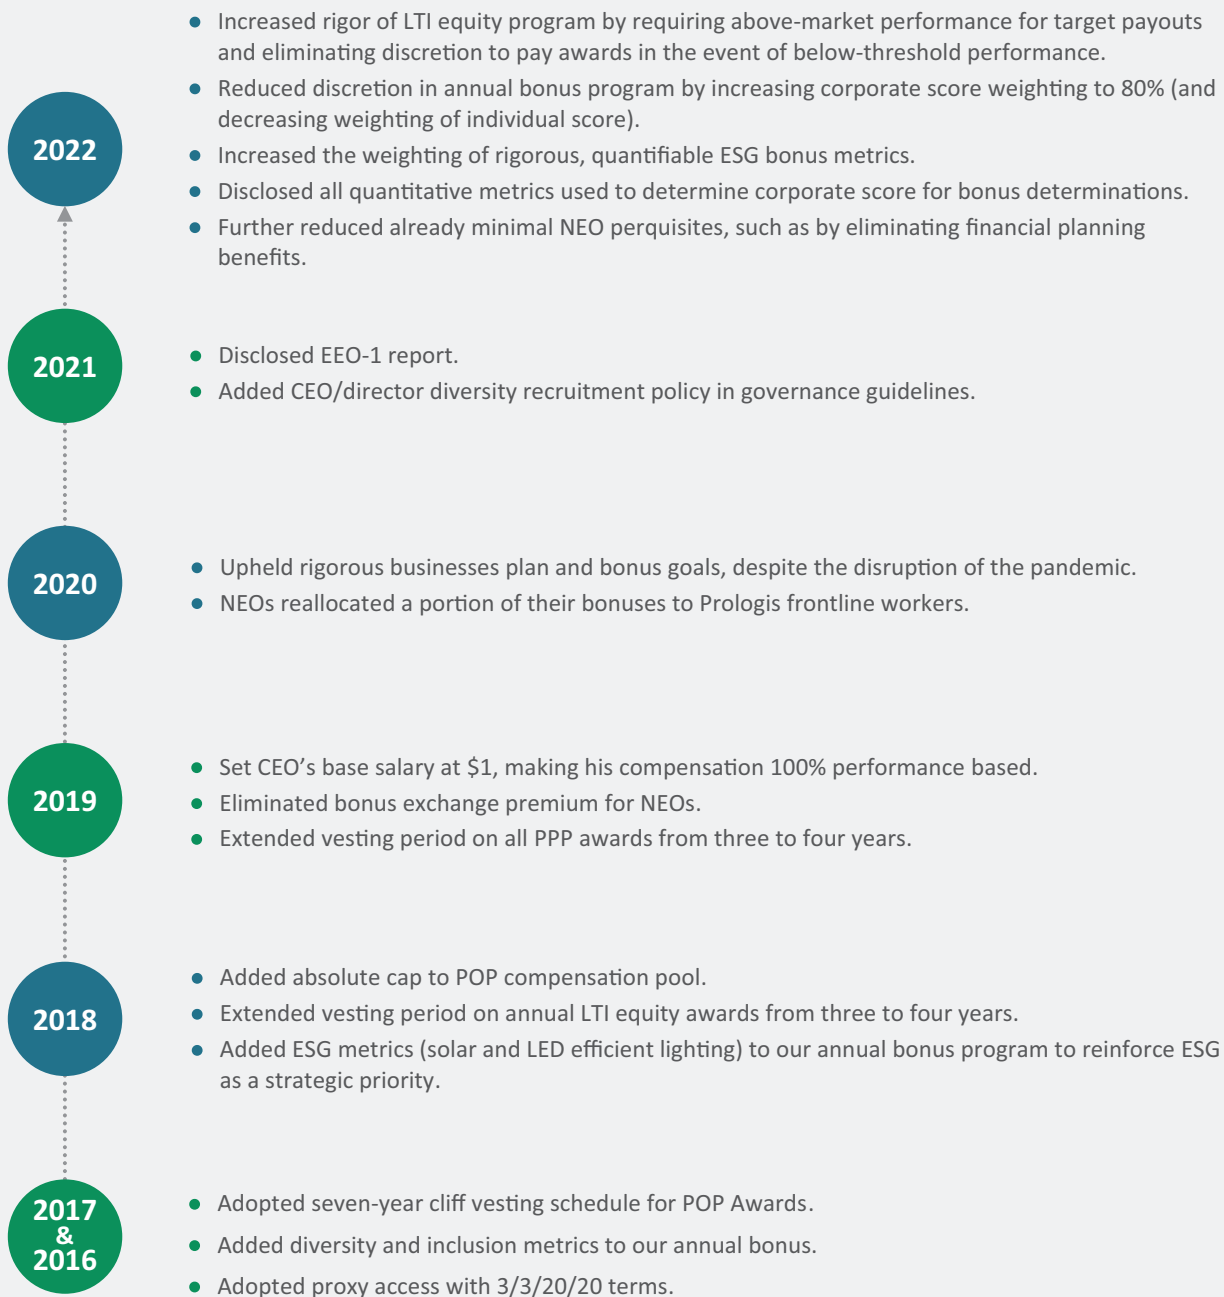 ● Increased rigor of LTI equity program by requiring above-market performance for target payouts
and eliminating discretion to pay awards in the event of below-threshold performance.
● Reduced discretion in annual bonus program by increasing corporate score weighting to 80% (and
decreasing weighting of individual score).
2022
● Increased the weighting of rigorous, quantifiable ESG bonus metrics.
● Disclosed all quantitative metrics used to determine corporate score for bonus determinations.
● Further reduced already minimal NEO perquisites, such as by eliminating financial planning
benefits.
2021
● Disclosed EEO-1 report.
● Added CEO/director diversity recruitment policy in governance guidelines.
2020
● Upheld rigorous businesses plan and bonus goals, despite the disruption of the pandemic.
● NEOs reallocated a portion of their bonuses to Prologis frontline workers.
2019
● Set CEO’s base salary at $1, making his compensation 100% performance based.
● Eliminated bonus exchange premium for NEOs.
● Extended vesting period on all PPP awards from three to four years.
2018
● Added absolute cap to POP compensation pool.
● Extended vesting period on annual LTI equity awards from three to four years.
● Added ESG metrics (solar and LED efficient lighting) to our annual bonus program to reinforce ESG
as a strategic priority.
2017
&
2016
● Adopted seven-year cliff vesting schedule for POP Awards.
● Added diversity and inclusion metrics to our annual bonus.
● Adopted proxy access with 3/3/20/20 terms.